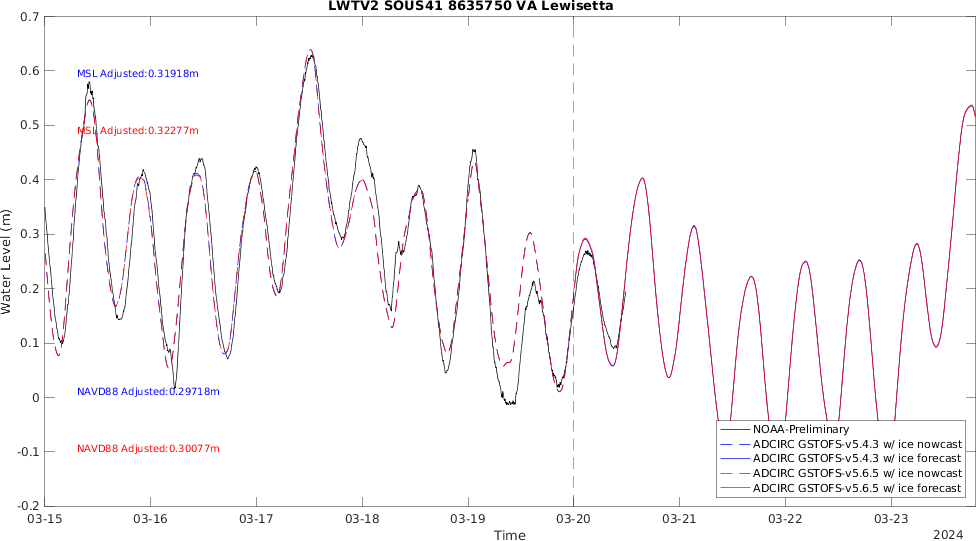 LWTV2 SOUS41 8635750 VA Lewisetta
0.7
0.6
0.5
0.4
0.3
0.2
0.1
0
-0.1
-0.2
Water Level (m)
MSL Adjusted:0.31918m
MSL Adjusted:0.32277m
NAVD88 Adjusted:0.29718m
NAVD88 Adjusted:0.30077m
NOAA-Preliminary
ADCIRC GSTOFS-v5.4.3 w/ ice nowcast
ADCIRC GSTOFS-v5.4.3 w/ ice forecast
ADCIRC GSTOFS-v5.6.5 w/ ice nowcast
ADCIRC GSTOFS-v5.6.5 w/ ice forecast
03-15 03-16 03-17 03-18 03-19 03-20 03-21 03-22 03-23
Time
2024